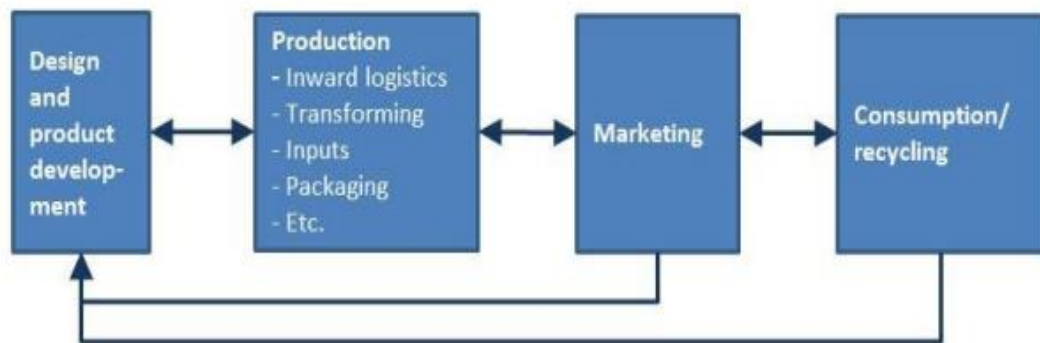 Design
and
product
develop-
ment
Production
- Inward logistics
- Transforming
- Inputs
- Packaging
- Etc.
Marketing
Consumption/
recycling